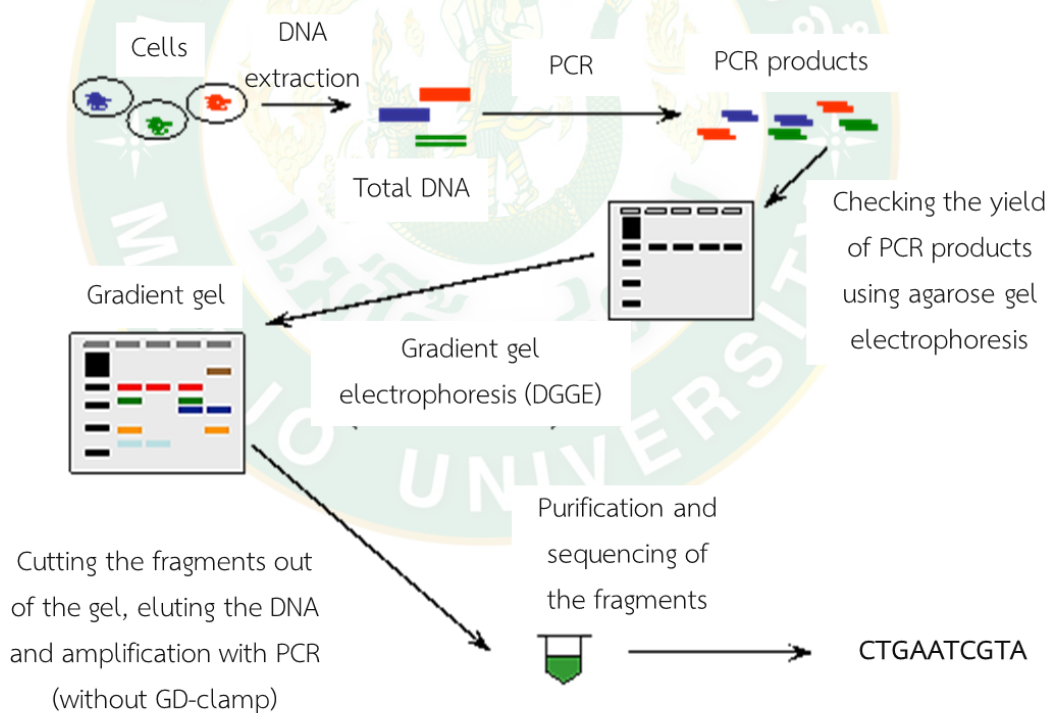 Cells
DNA
extraction
PCR
PCR products
Total DNA
Checking the yield
of PCR products
using agarose gel
electrophoresis
Gradient gel
Gradient gel
electrophoresis (DGGE)
Cutting the fragments out
of the gel, eluting the DNA
and amplification with PCR
(without GD-clamp)
Purification and
sequencing of
the fragments
CTGAATCGTA
UNIVERSITY